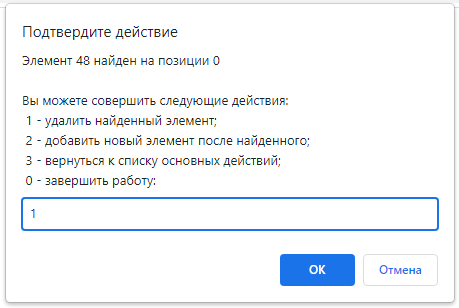 Подтвердите действие
Элемент 48 найден на позиции 0
Вы можете совершить следующие действия:
1 - удалить найденный элемент;
2 - добавить новый элемент после найденного;
3 - вернуться к списку основных действий;
0 - завершить работу:
1
ОК
Отмена